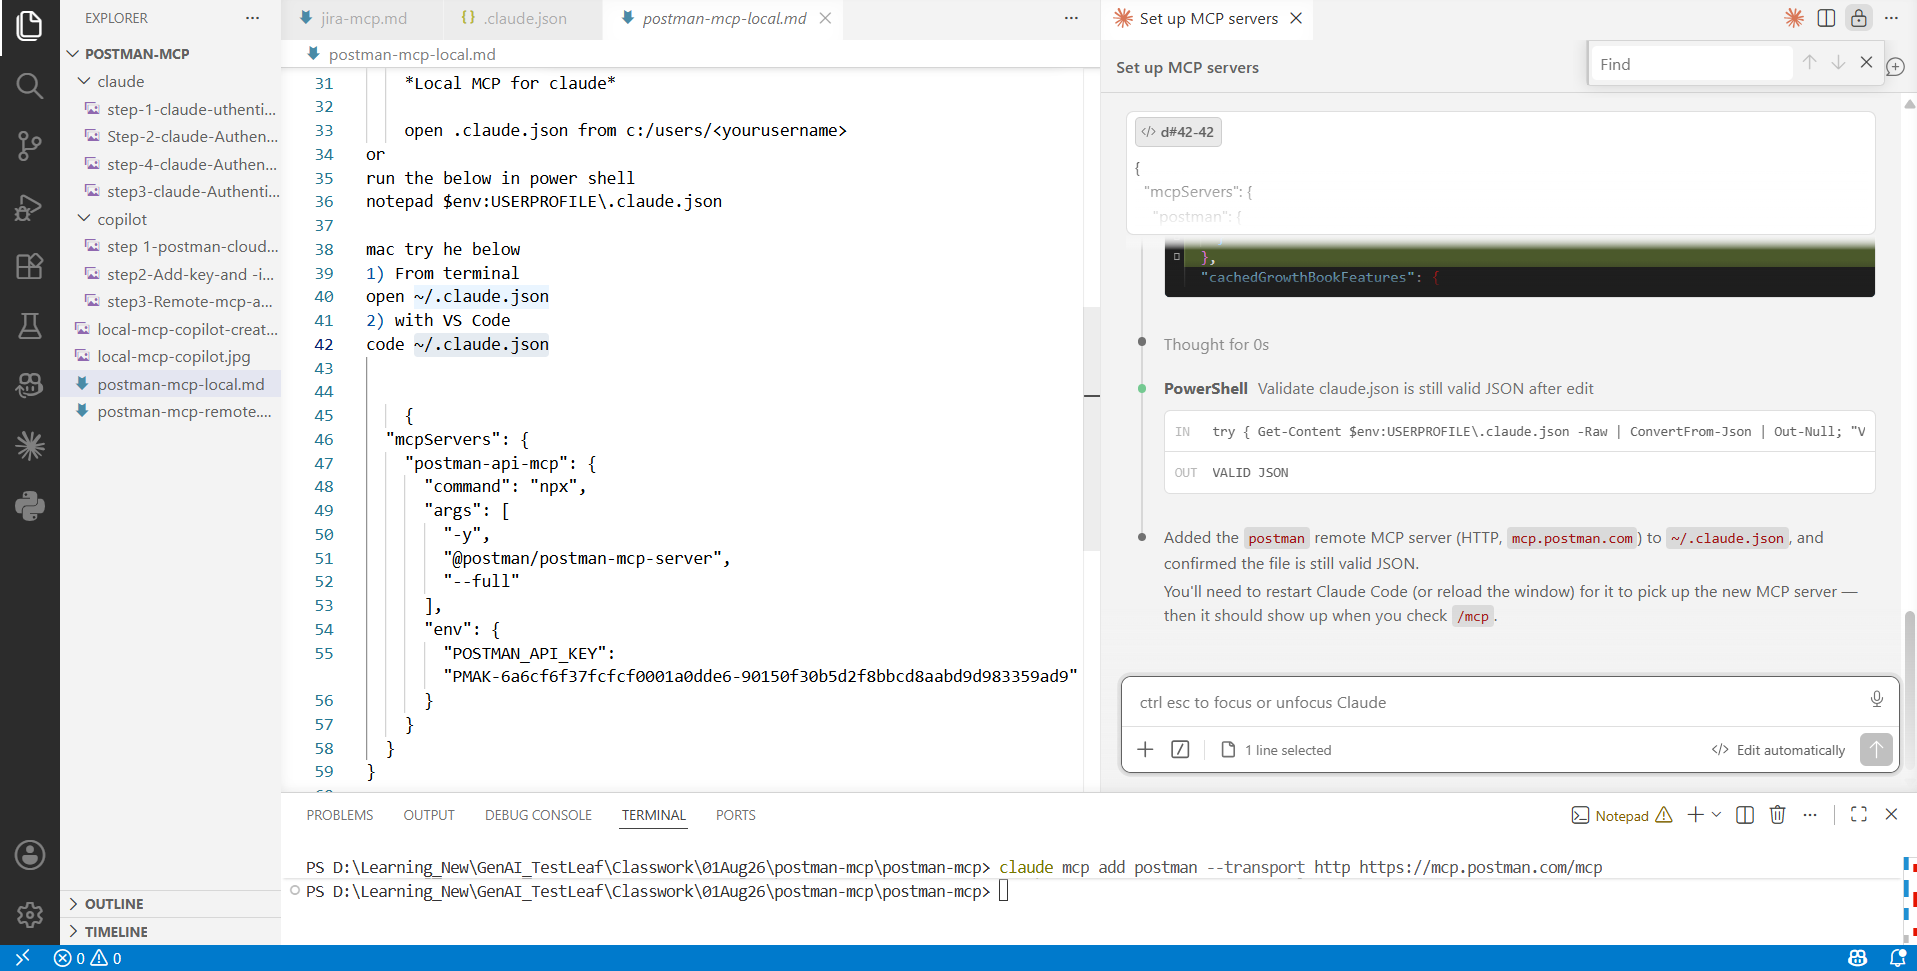 EXPLORER
POSTMAN-MCP
claude
step-1-claude-uthenti...
Step-2-claude-Authen...
step-4-claude-Authen...
step3-claude-Authenti...
copilot
step 1-postman-cloud...
step2-Add-key-and -i...
step3-Remote-mcp-a...
local-mcp-copilot-creat...
local-mcp-copilot.jpg
postman-mcp-local.md
postman-mcp-remote....
OUTLINE
TIMELINE
jira-mcp.md
{} .claude.json
postman-mcp-local.md
postman-mcp-local.md
31 *Local MCP for claude*
32
33 open .claude.json from c:/users/<yourusername>
34 or
35 run the below in power shell
36 notepad $env:USERPROFILE\.claude.json
37
38 mac try he below
39 1) From terminal
40 open ~/.claude.json
41 2) with VS Code
42 code ~/.claude.json
43
44
45 {
46 "mcpServers": {
47 "postman-api-mcp": {
48 "command": "npx",
49 "args": [
50 "-y",
51 "@postman/postman-mcp-server",
52 "--full"
53 ],
54 "env": {
55 "POSTMAN_API_KEY":
"PMAK-6a6cf6f37fcfcf0001a0dde6-90150f30b5d2f8bbcd8aabd9d983359ad9"
56 }
57 }
58 }
59 }
Set up MCP servers
Set up MCP servers
Find
d#42-42
{
"mcpServers": {
"postman": {
},
"cachedGrowthBookFeatures": {
Thought for 0s
PowerShell Validate claude.json is still valid JSON after edit
IN try { Get-Content $env:USERPROFILE\.claude.json -Raw | ConvertFrom-Json | Out-Null; "V
OUT VALID JSON
Added the postman remote MCP server (HTTP, mcp.postman.com) to ~/.claude.json, and
confirmed the file is still valid JSON.
You'll need to restart Claude Code (or reload the window) for it to pick up the new MCP server —
then it should show up when you check /mcp.
ctrl esc to focus or unfocus Claude
1 line selected
Edit automatically
PROBLEMS OUTPUT DEBUG CONSOLE TERMINAL PORTS
Notepad
PS D:\Learning_New\GenAI_TestLeaf\Classwork\01Aug26\postman-mcp\postman-mcp> claude mcp add postman --transport http https://mcp.postman.com/mcp
PS D:\Learning_New\GenAI_TestLeaf\Classwork\01Aug26\postman-mcp\postman-mcp>
0 0